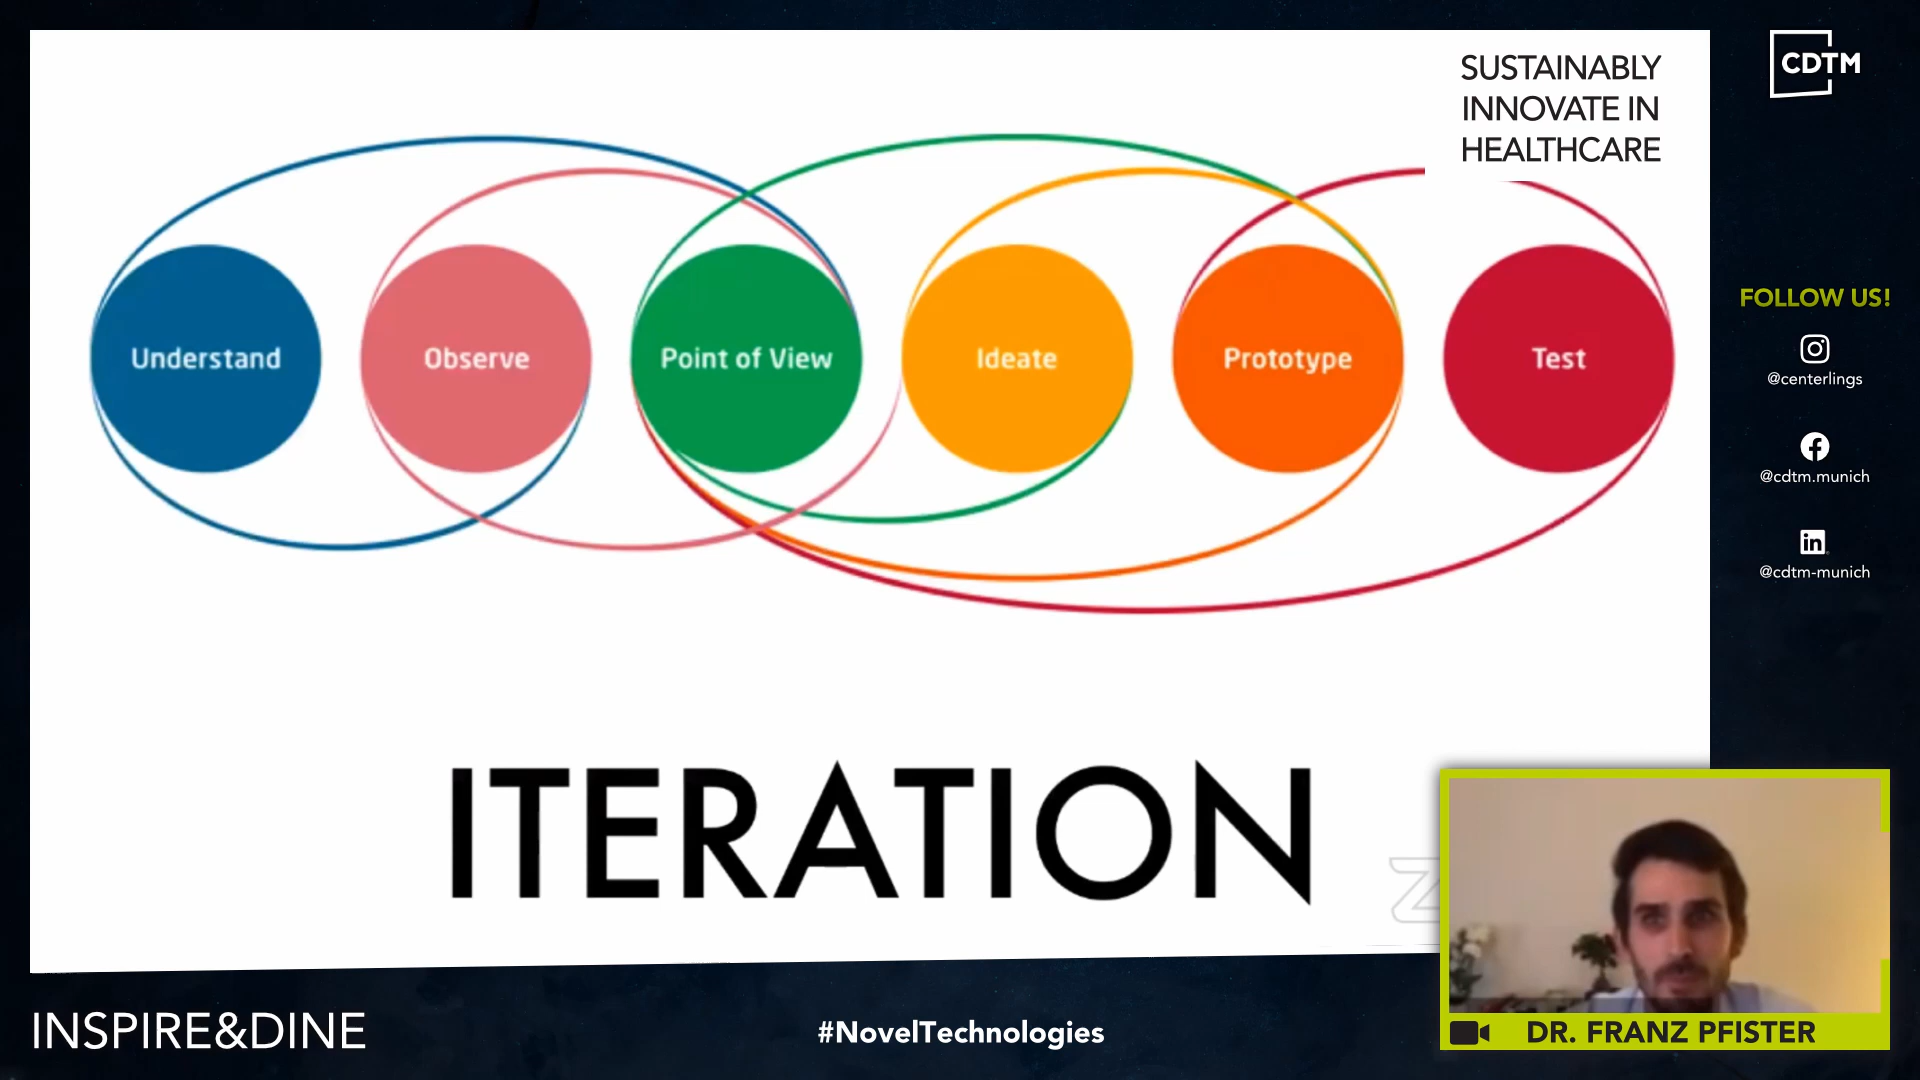 SUSTAINABLY
INNOVATE IN
HEALTHCARE
CDTM
Understand
Observe
Point of View
Ideate
Prototype
Test
FOLLOW US!
@centerlings
@cdtm.munich
in
@cdtm-munich
ITERATION
INSPIRE&DINE
#NovelTechnologies
DR. FRANZ PFISTER